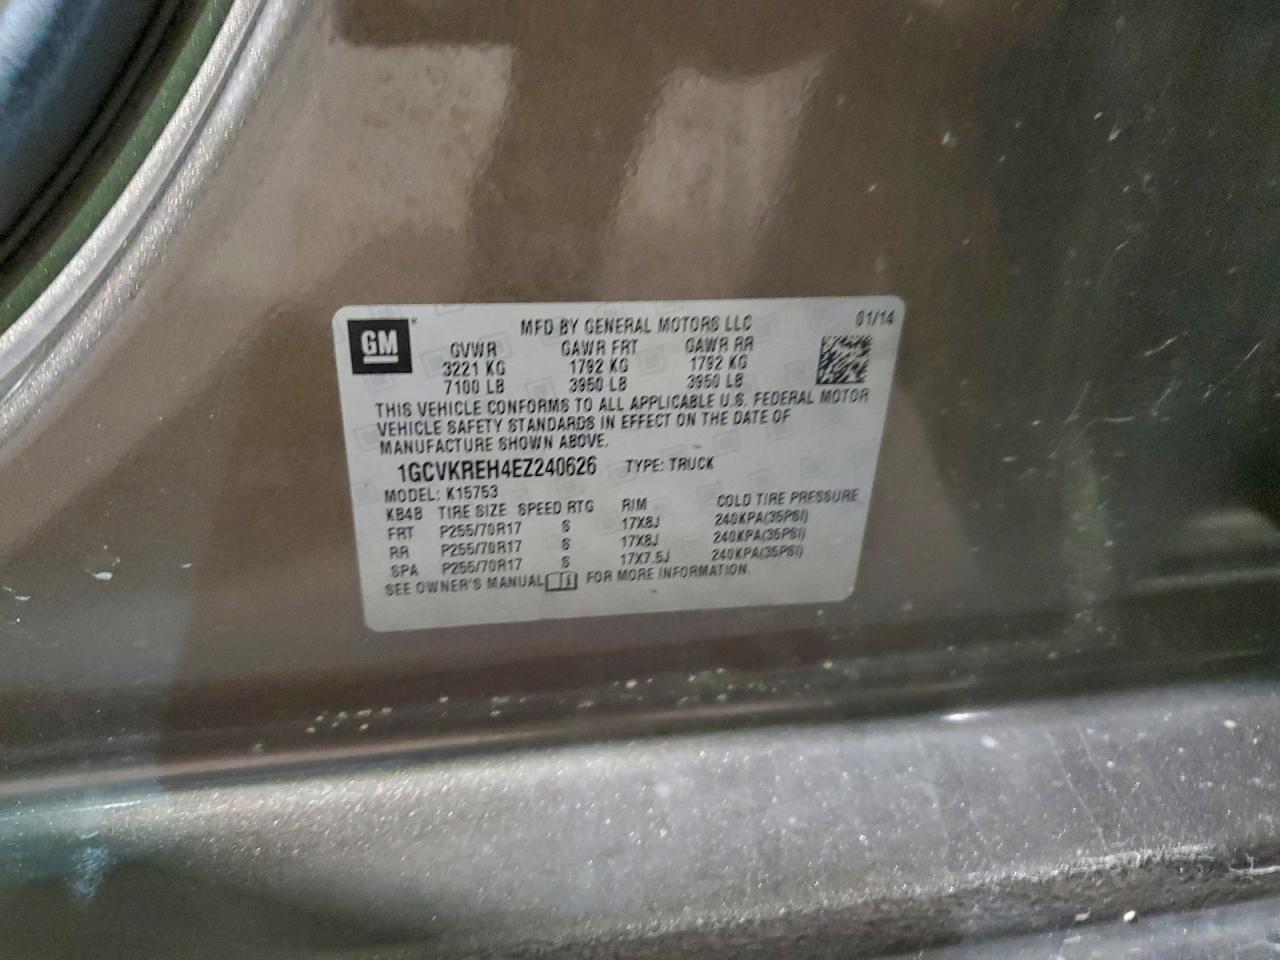 GM
MFD BY GENERAL MOTORS LLC 01/14
GVWR GAWR FRT GAWR RR
3221 KG 1792 KG 1792 KG
7100 LB 3950 LB 3950 LB
THIS VEHICLE CONFORMS TO ALL APPLICABLE U.S. FEDERAL MOTOR
VEHICLE SAFETY STANDARDS IN EFFECT ON THE DATE OF
MANUFACTURE SHOWN ABOVE.
1GCVKREH4EZ240626 TYPE: TRUCK
MODEL: K15753
KB4B TIRE SIZE SPEED RTG RIM COLD TIRE PRESSURE
FRT P255/70R17 S 17X8J 240KPA(35PSI)
RR P255/70R17 S 17X8J 240KPA(35PSI)
SPA P255/70R17 S 17X7.5J 240KPA(35PSI)
SEE OWNER'S MANUAL FOR MORE INFORMATION.